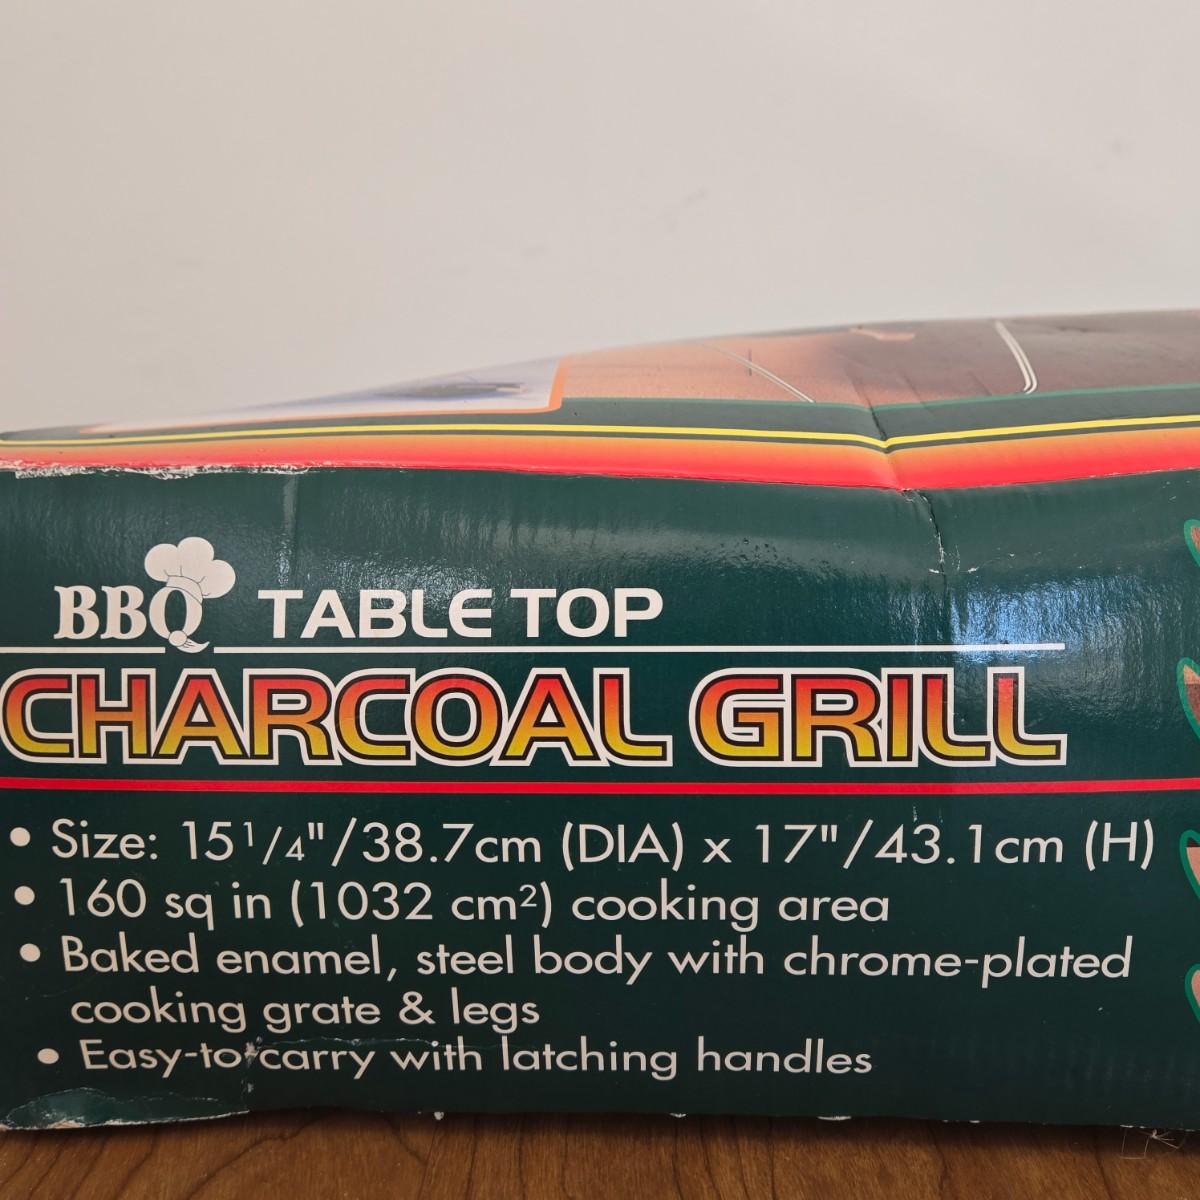 BBQ TABLE TOP
CHARCOAL GRILL
• Size: 15 1/4"/38.7cm (DIA) x 17"/43.1cm (H)
• 160 sq in (1032 cm²) cooking area
• Baked enamel, steel body with chrome-plated
cooking grate & legs
• Easy-to-carry with latching handles